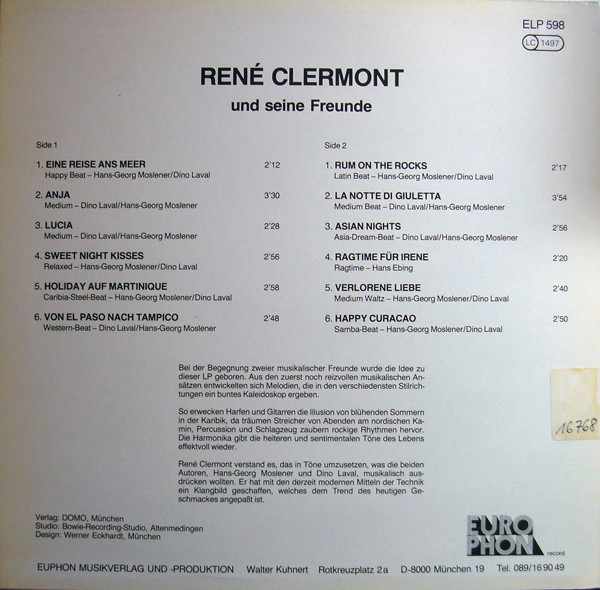 ELP 598
LC 1497
RENÉ CLERMONT
und seine Freunde
Side 1
1. EINE REISE ANS MEER 2'12
Happy Beat – Hans-Georg Moslener/Dino Laval
2. ANJA 3'30
Medium – Dino Laval/Hans-Georg Moslener
3. LUCIA 2'28
Medium – Dino Laval/Hans-Georg Moslener
4. SWEET NIGHT KISSES 2'56
Relaxed – Hans-Georg Moslener/Dino Laval
5. HOLIDAY AUF MARTINIQUE 2'58
Caribia-Steel-Beat – Hans-Georg Moslener/Dino Laval
6. VON EL PASO NACH TAMPICO 2'48
Western-Beat – Dino Laval/Hans-Georg Moslener
Side 2
1. RUM ON THE ROCKS 2'17
Latin Beat – Hans-Georg Moslener/Dino Laval
2. LA NOTTE DI GIULETTA 3'54
Medium Beat – Dino Laval/Hans-Georg Moslener
3. ASIAN NIGHTS 2'56
Asia-Dream-Beat – Dino Laval/Hans-Georg Moslener
4. RAGTIME FÜR IRENE 2'20
Ragtime – Hans Ebing
5. VERLORENE LIEBE 2'40
Medium Waltz – Hans-Georg Moslener/Dino Laval
6. HAPPY CURACAO 2'50
Samba-Beat – Hans-Georg Moslener/Dino Laval
Bei der Begegnung zweier musikalischer Freunde wurde die Idee zu
dieser LP geboren. Aus den zuerst noch reizvollen musikalischen An-
sätzen entwickelten sich Melodien, die in den verschiedensten Stilrich-
tungen ein buntes Kaleidoskop ergeben.
So erwecken Harfen und Gitarren die Illusion von blühenden Sommern
in der Karibik, da träumen Streicher von Abenden am nordischen Ka-
min, Percussion und Schlagzeug zaubern rockige Rhythmen hervor.
Die Harmonika gibt die heiteren und sentimentalen Töne des Lebens
effektvoll wieder.
René Clermont verstand es, das in Töne umzusetzen, was die beiden
Autoren, Hans-Georg Moslener und Dino Laval, musikalisch aus-
drücken wollten. Er hat mit den derzeit modernen Mitteln der Technik
ein Klangbild geschaffen, welches dem Trend des heutigen Ge-
schmackes angepaßt ist.
16768
Verlag: DOMO, München
Studio: Bowie-Recording-Studio, Altenmedingen
Design: Werner Eckhardt, München
EURO
PHON
record
EUPHON MUSIKVERLAG UND -PRODUKTION Walter Kuhnert Rotkreuzplatz 2a D-8000 München 19 Tel. 089/16 90 49